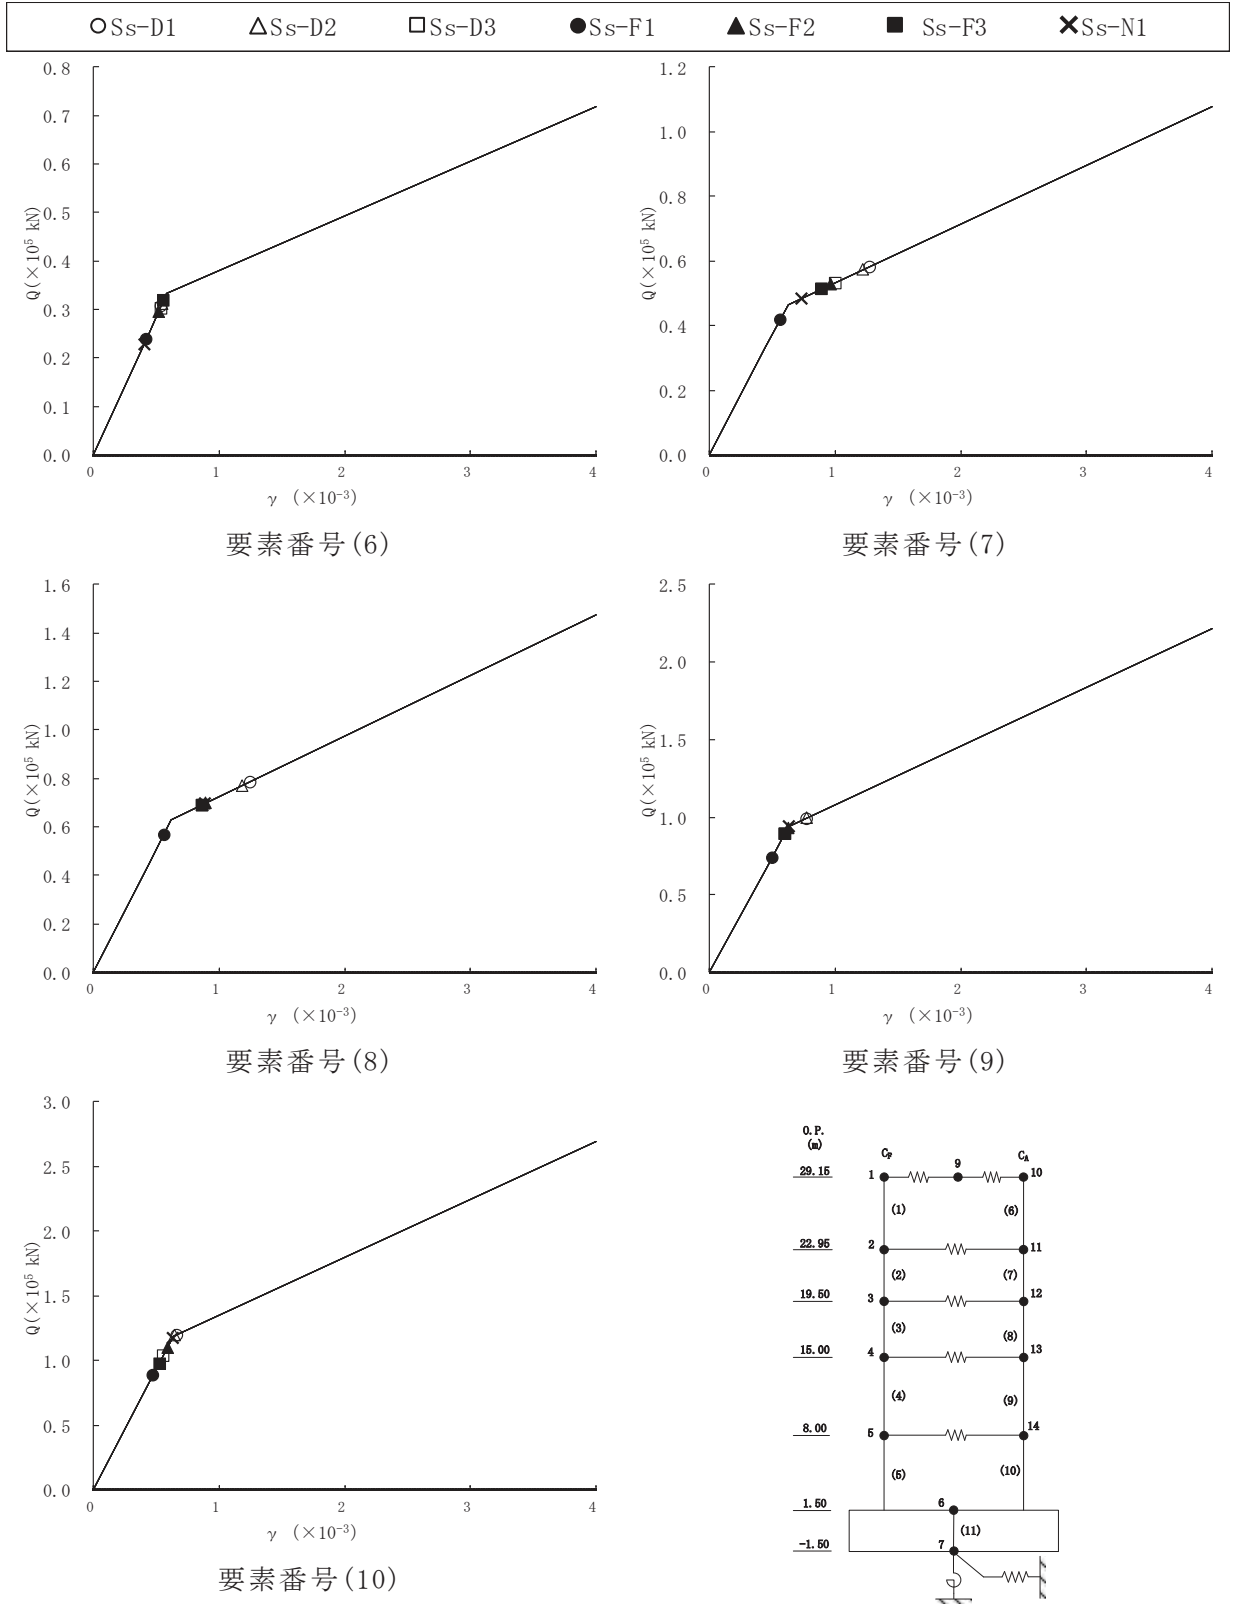 ○Ss-D1 △Ss-D2 □Ss-D3 ●Ss-F1 ▲Ss-F2 ■ Ss-F3 ×Ss-N1
0.8
0.7
0.6
0.5
0.4
0.3
0.2
0.1
0.0
Q(×10⁵ kN)
0 1 2 3 4
γ (×10⁻³)
要素番号(6)
1.2
1.0
0.8
0.6
0.4
0.2
0.0
Q(×10⁵ kN)
0 1 2 3 4
γ (×10⁻³)
要素番号(7)
1.6
1.4
1.2
1.0
0.8
0.6
0.4
0.2
0.0
Q(×10⁵ kN)
0 1 2 3 4
γ (×10⁻³)
要素番号(8)
2.5
2.0
1.5
1.0
0.5
0.0
Q(×10⁵ kN)
0 1 2 3 4
γ (×10⁻³)
要素番号(9)
3.0
2.5
2.0
1.5
1.0
0.5
0.0
Q(×10⁵ kN)
0 1 2 3 4
γ (×10⁻³)
要素番号(10)
O.P.
(m)
C_F C_A
29.15 1 9 10
(1) (6)
22.95 2 11
(2) (7)
19.50 3 12
(3) (8)
15.00 4 13
(4) (9)
8.00 5 14
(5) (10)
1.50 6
(11)
-1.50 7